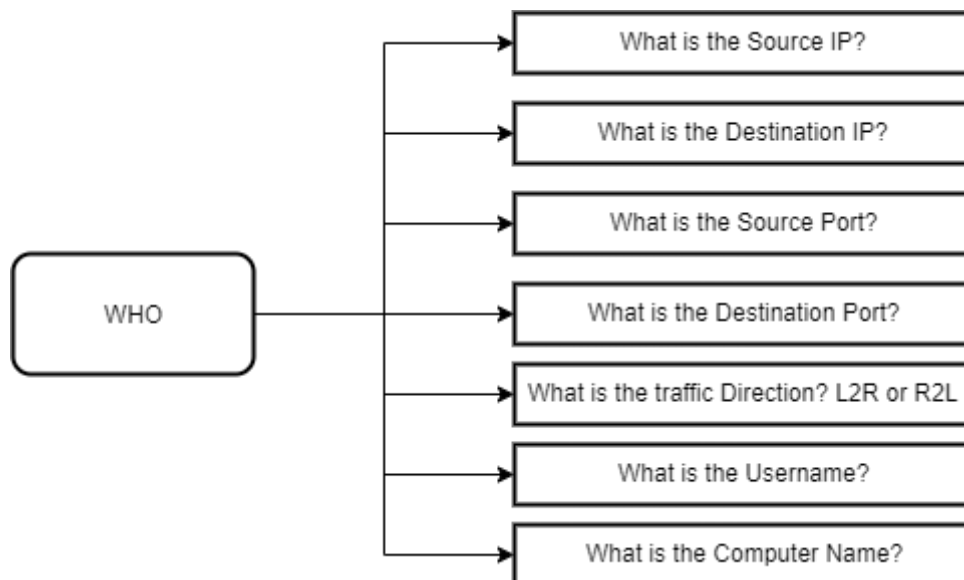 What is the Source IP?
What is the Destination IP?
What is the Source Port?
WHO
What is the Destination Port?
What is the traffic Direction? L2R or R2L
What is the Username?
What is the Computer Name?